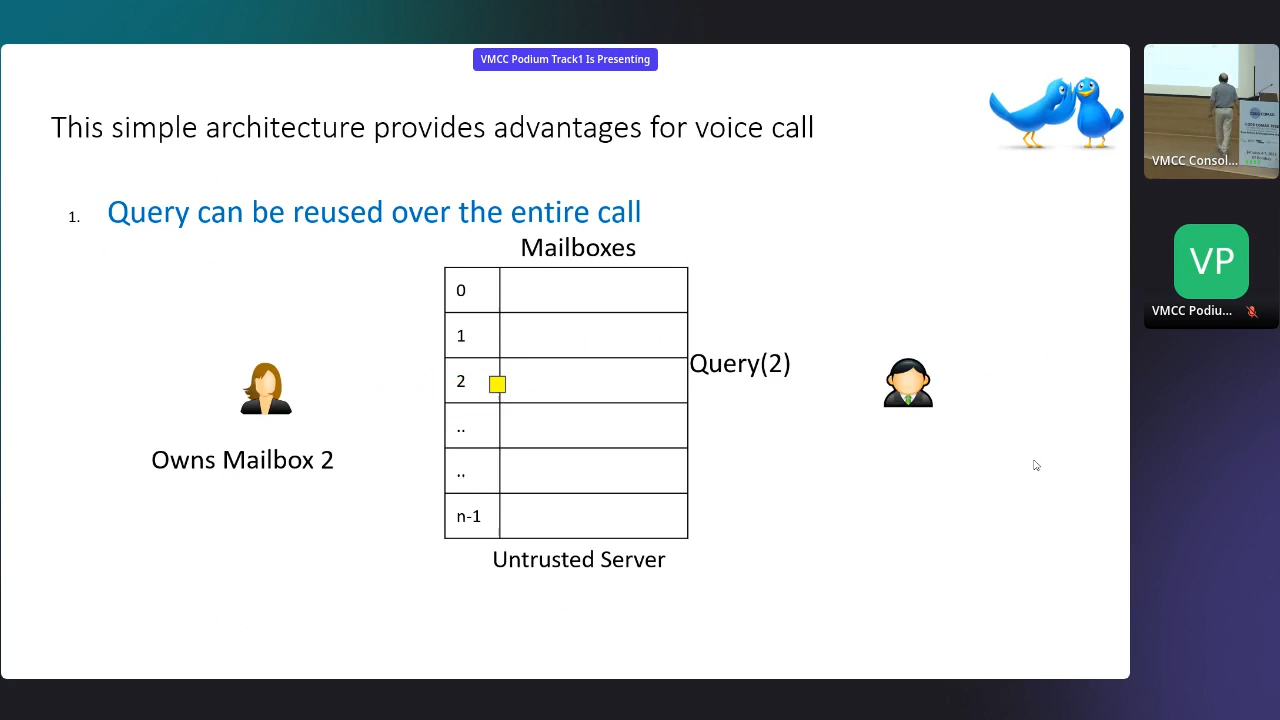 VMCC Podium Track1 Is Presenting
This simple architecture provides advantages for voice call
1. Query can be reused over the entire call
Mailboxes
0
1
2
Query(2)
..
..
n-1
Owns Mailbox 2
Untrusted Server
VMCC Consol...
VP
VMCC Podiu...